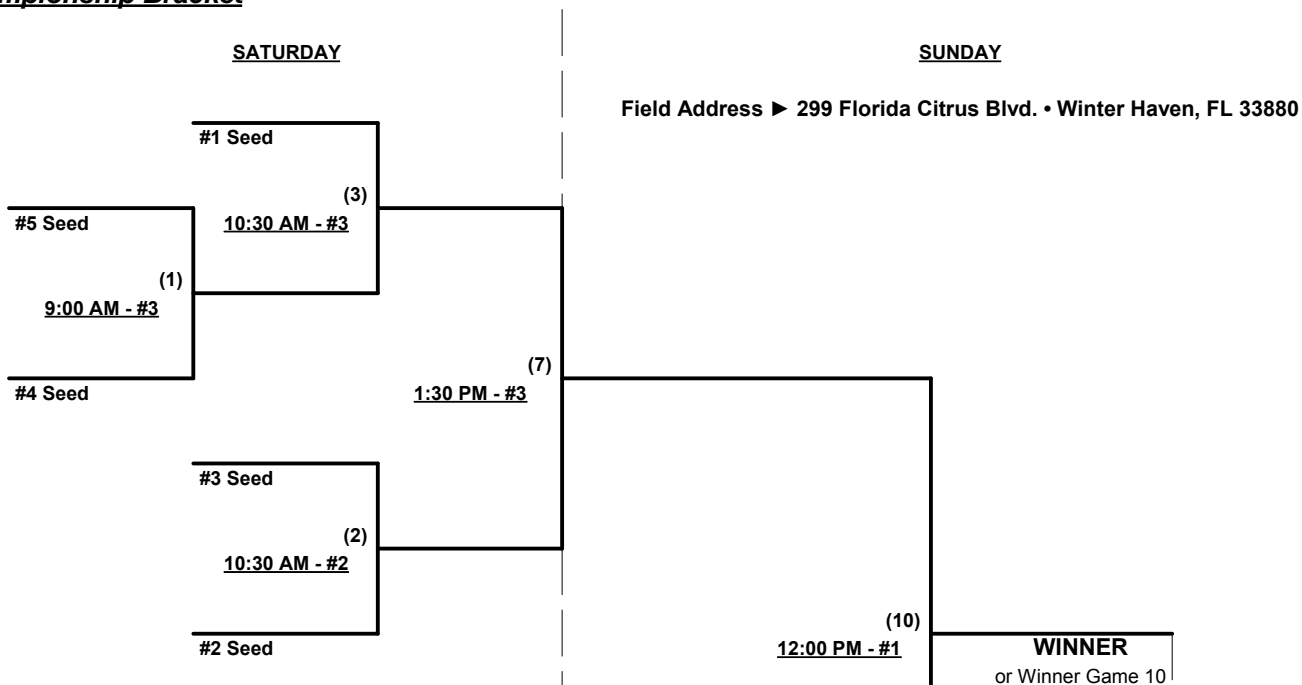 Bracket
SATURDAY
SUNDAY
Field Address ► 299 Florida Citrus Blvd. • Winter Haven, FL 33880
#1 Seed
(3)
10:30 AM - #3
#5 Seed
(1)
9:00 AM - #3
#4 Seed
(7)
1:30 PM - #3
#3 Seed
(2)
10:30 AM - #2
#2 Seed
(10)
12:00 PM - #1
WINNER
or Winner Game 10